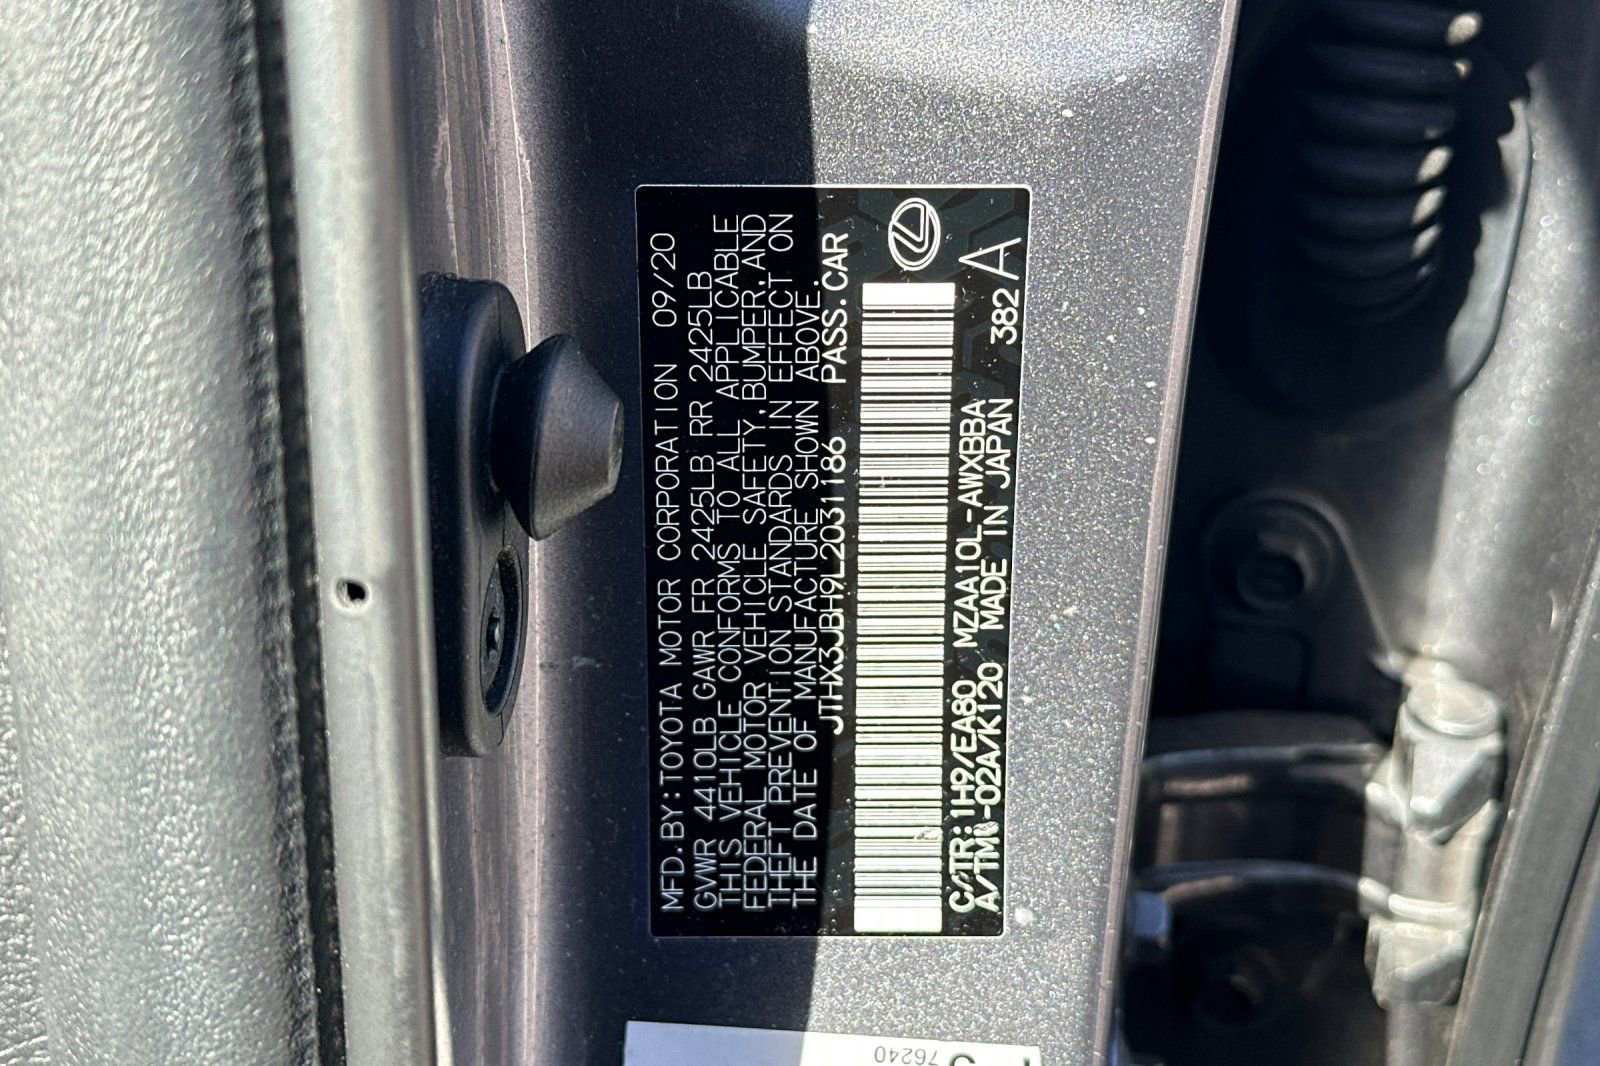 MFD.BY:TOYOTA MOTOR CORPORATION 09/20
GVWR 4410LB GAWR FR 2425LB RR 2425LB
THIS VEHICLE CONFORMS TO ALL APPLICABLE
FEDERAL MOTOR VEHICLE SAFETY,BUMPER,AND
THEFT PREVENTION STANDARDS IN EFFECT ON
THE DATE OF MANUFACTURE SHOWN ABOVE.
JTHX3JBH9L2031186 PASS.CAR
C/TR:1H9/EA80 MZAA10L-AWXBBA
A/TM:-02A/K120 MADE IN JAPAN 382 A
76240